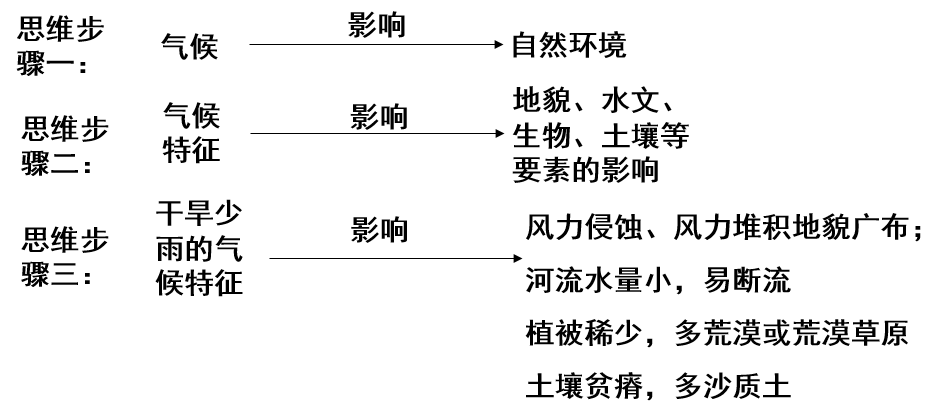 思维步
骤一：
气候
影响
自然环境
思维步
骤二：
气候
特征
影响
地貌、水文、
生物、土壤等
要素的影响
思维步
骤三：
干旱少
雨的气
候特征
影响
风力侵蚀、风力堆积地貌广布；
河流水量小，易断流
植被稀少，多荒漠或荒漠草原
土壤贫瘠，多沙质土